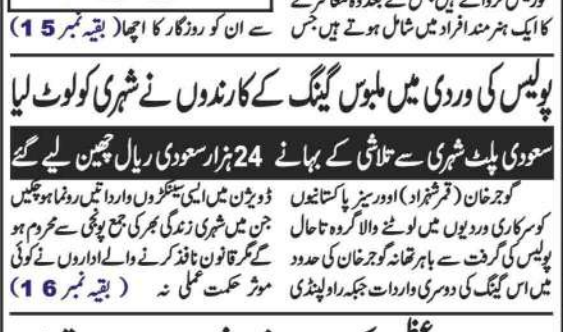 کا ایک ہنر مند افراد میں شامل ہوتے ہیں جس
سے ان کو روزگار کا اچھا ( بقیہ نمبر 15 )
پولیس کی وردی میں ملبوس گینگ کے کارندوں نے شہری کو لوٹ لیا
سعودی پلٹ شہری سے تلاشی کے بہانے 24 ہزار سعودی ریال چھین لیے گئے
گوجر خان (قمر شہزاد) اوورسیز پاکستانیوں
کو سرکاری وردیوں میں لوٹنے والا گروہ تاحال
پولیس کی گرفت سے باہر تھانہ گوجر خان کی حدود
میں اس گینگ کی دوسری واردات جبکہ راولپنڈی
ڈویژن میں ایسی سینکڑوں وارداتیں رونما ہو چکیں
جن میں شہری زندگی بھر کی جمع پونجی سے محروم ہو
گے مگر قانون نافذ کرنے والے اداروں نے کوئی
موثر حکمت عملی نہ ( بقیہ نمبر 16 )